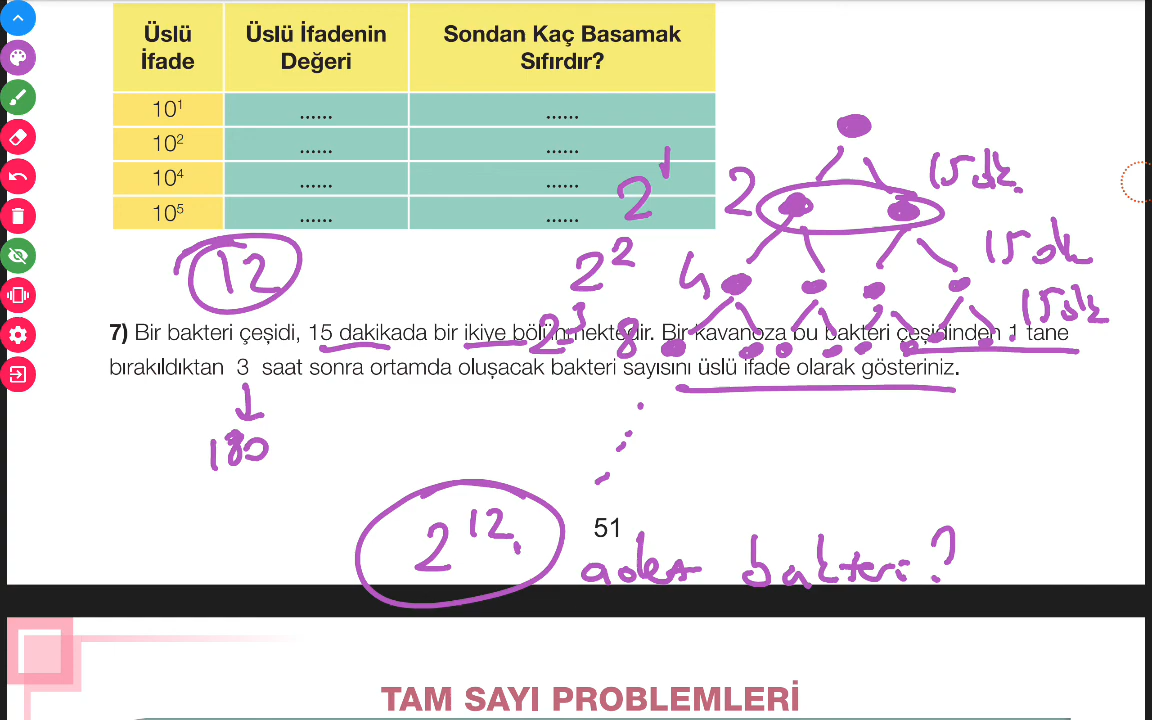 Üslü İfade
Üslü İfadenin Değeri
Sondan Kaç Basamak Sıfırdır?
10¹ ...... ......
10² ...... ......
10⁴ ...... ......
10⁵ ...... ......
2¹
2
15 dk.
12
2²
4
15 dk
2³
8
15 dk
7) Bir bakteri çeşidi, 15 dakikada bir ikiye bölünmektedir. Bir kavanoza bu bakteri çeşidinden 1 tane
bırakıldıktan 3 saat sonra ortamda oluşacak bakteri sayısını üslü ifade olarak gösteriniz.
180
2¹²
51
adet bakteri?
TAM SAYI PROBLEMLERİ